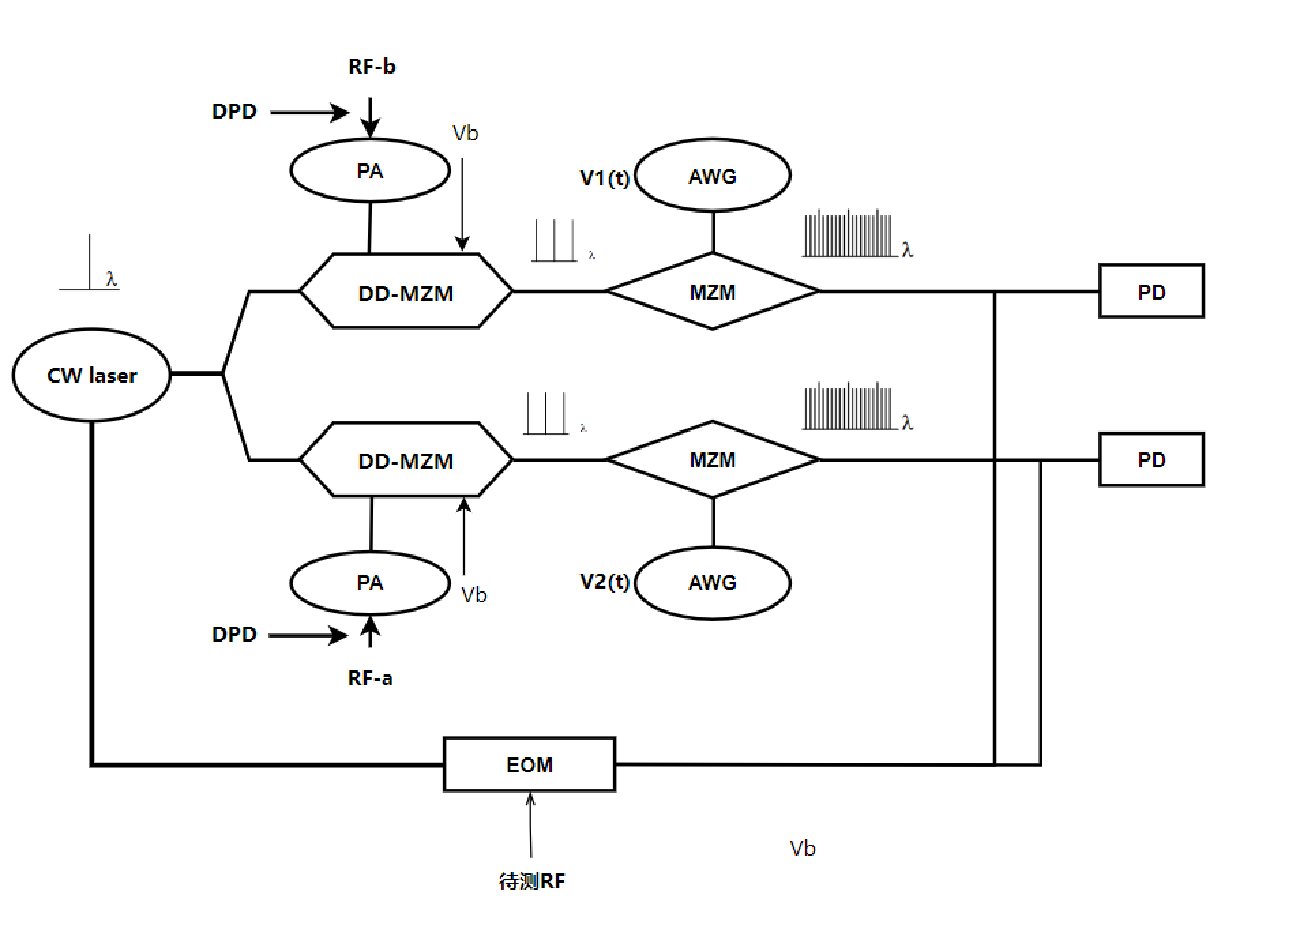 RF-b
DPD
Vb
PA
V1(t)
AWG
λ
λ
λ
DD-MZM
MZM
PD
CW laser
λ
λ
DD-MZM
MZM
PD
PA
Vb
V2(t)
AWG
DPD
RF-a
EOM
Vb
待测RF